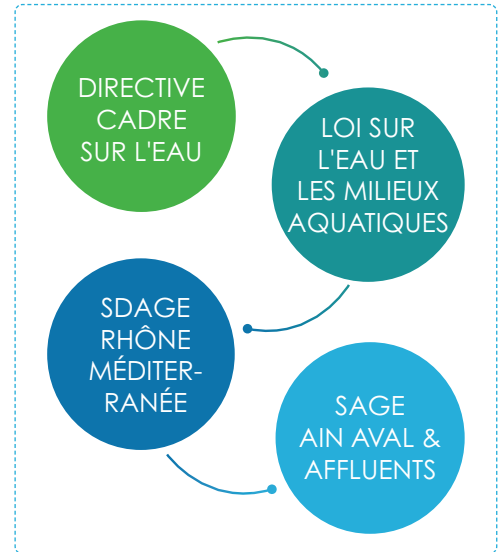 DIRECTIVE
CADRE
SUR L'EAU
LOI SUR
L'EAU ET
LES MILIEUX
AQUATIQUES
SDAGE
RHÔNE
MÉDITER-
RANÉE
SAGE
AIN AVAL &
AFFLUENTS